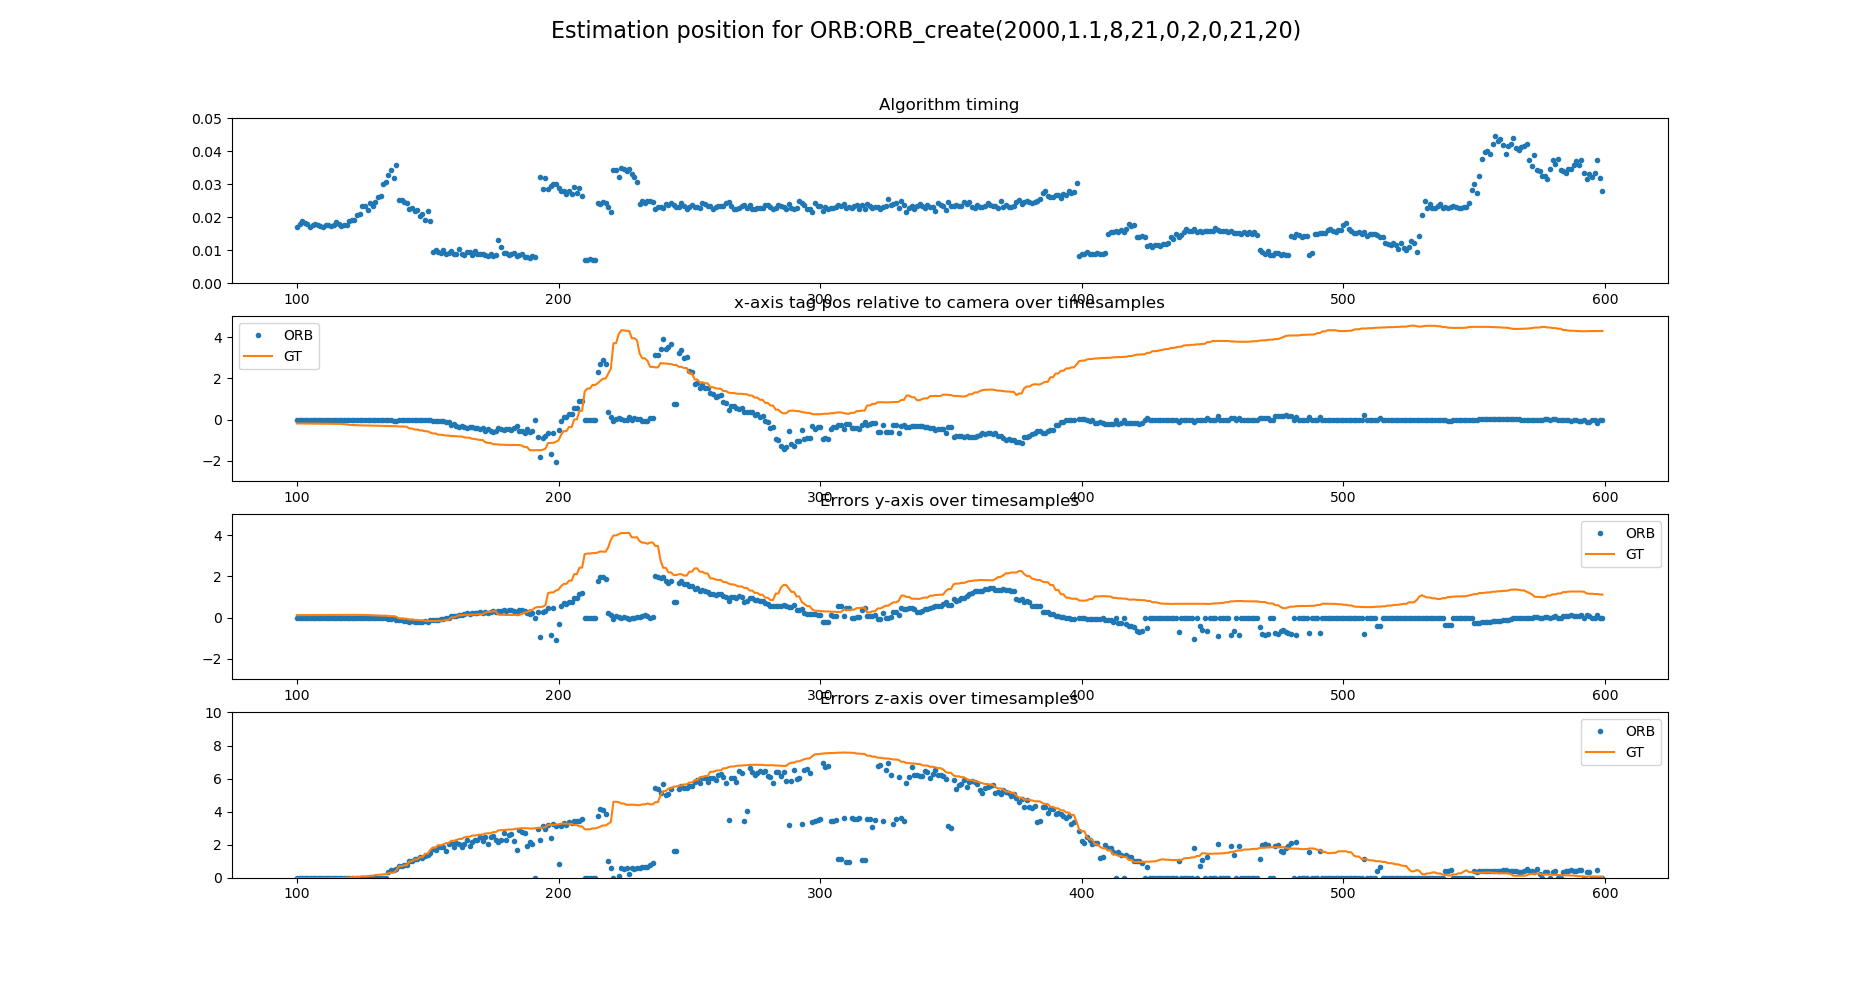 Estimation position for ORB:ORB_create(2000,1.1,8,21,0,2,0,21,20)
Algorithm timing
0.05
0.04
0.03
0.02
0.01
0.00
100 200 300 400 500 600
x-axis tag pos relative to camera over timesamples
ORB
GT
4
2
0
−2
100 200 300 400 500 600
Errors y-axis over timesamples
ORB
GT
4
2
0
−2
100 200 300 400 500 600
Errors z-axis over timesamples
ORB
GT
10
8
6
4
2
0
100 200 300 400 500 600